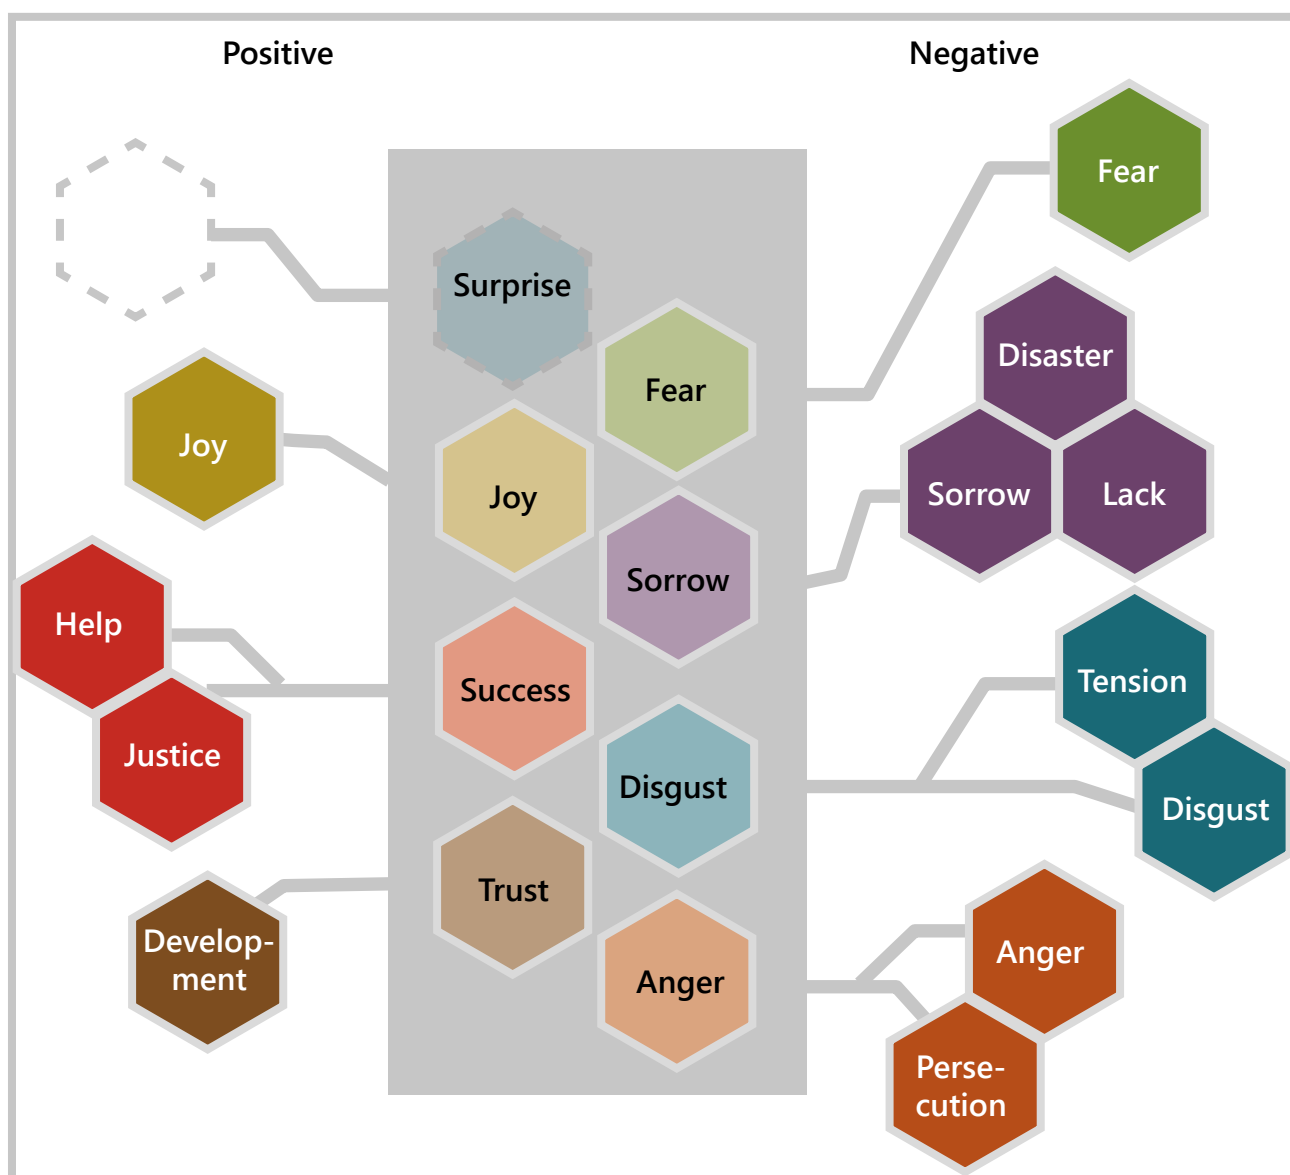 Positive
Negative
Fear
Surprise
Disaster
Fear
Joy
Joy
Sorrow
Lack
Sorrow
Help
Success
Tension
Justice
Disgust
Disgust
Trust
Develop-
ment
Anger
Anger
Perse-
cution